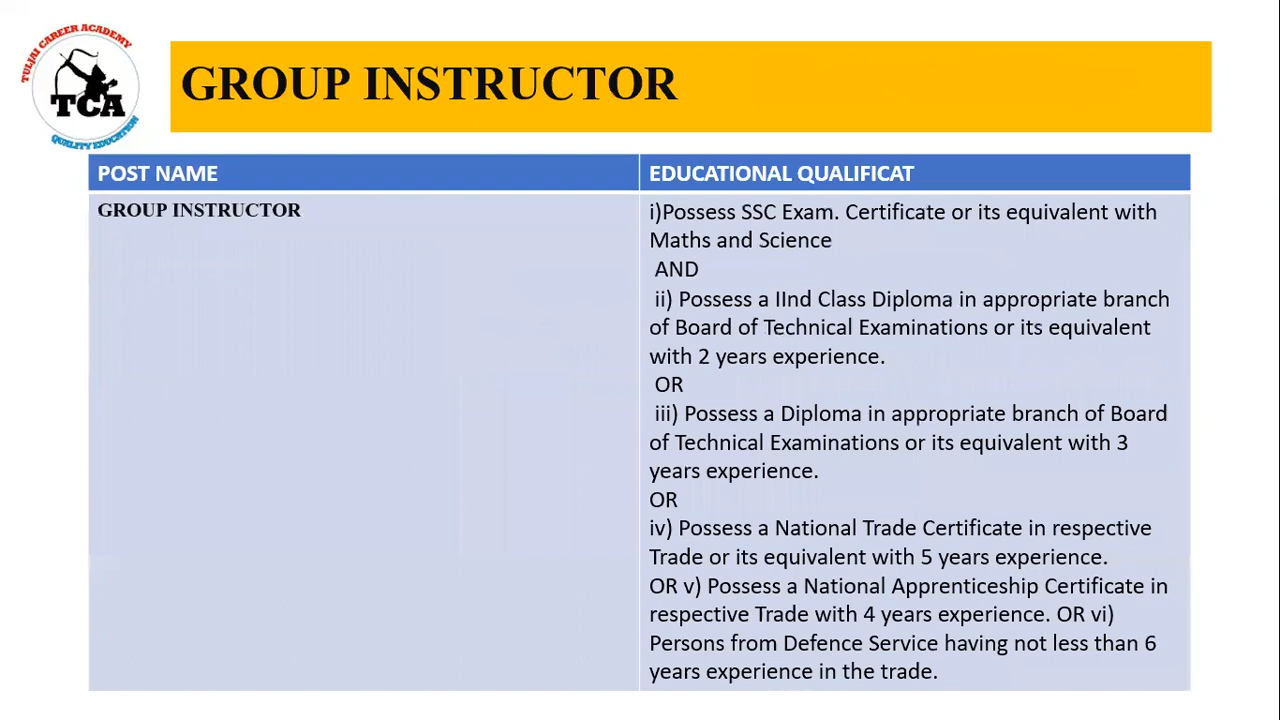 TULJAI CAREER ACADEMY
TCA
QUALITY EDUCATION
GROUP INSTRUCTOR
POST NAME
EDUCATIONAL QUALIFICAT
GROUP INSTRUCTOR
i)Possess SSC Exam. Certificate or its equivalent with
Maths and Science
AND
ii) Possess a IInd Class Diploma in appropriate branch
of Board of Technical Examinations or its equivalent
with 2 years experience.
OR
iii) Possess a Diploma in appropriate branch of Board
of Technical Examinations or its equivalent with 3
years experience.
OR
iv) Possess a National Trade Certificate in respective
Trade or its equivalent with 5 years experience.
OR v) Possess a National Apprenticeship Certificate in
respective Trade with 4 years experience. OR vi)
Persons from Defence Service having not less than 6
years experience in the trade.